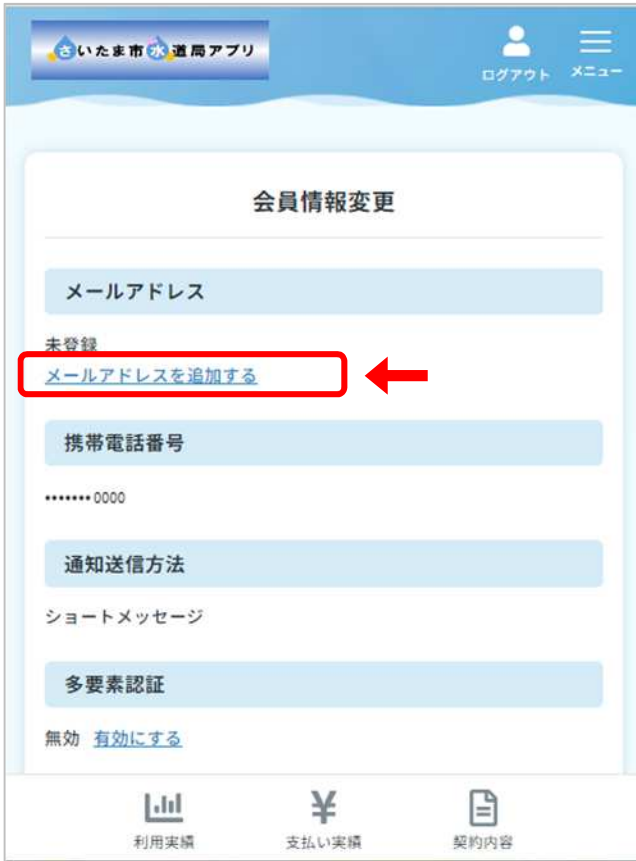 さいたま市水道局アプリ
ログアウト
メニュー
会員情報変更
メールアドレス
未登録
メールアドレスを追加する
携帯電話番号
•••••••0000
通知送信方法
ショートメッセージ
多要素認証
無効 有効にする
利用実績
支払い実績
契約内容